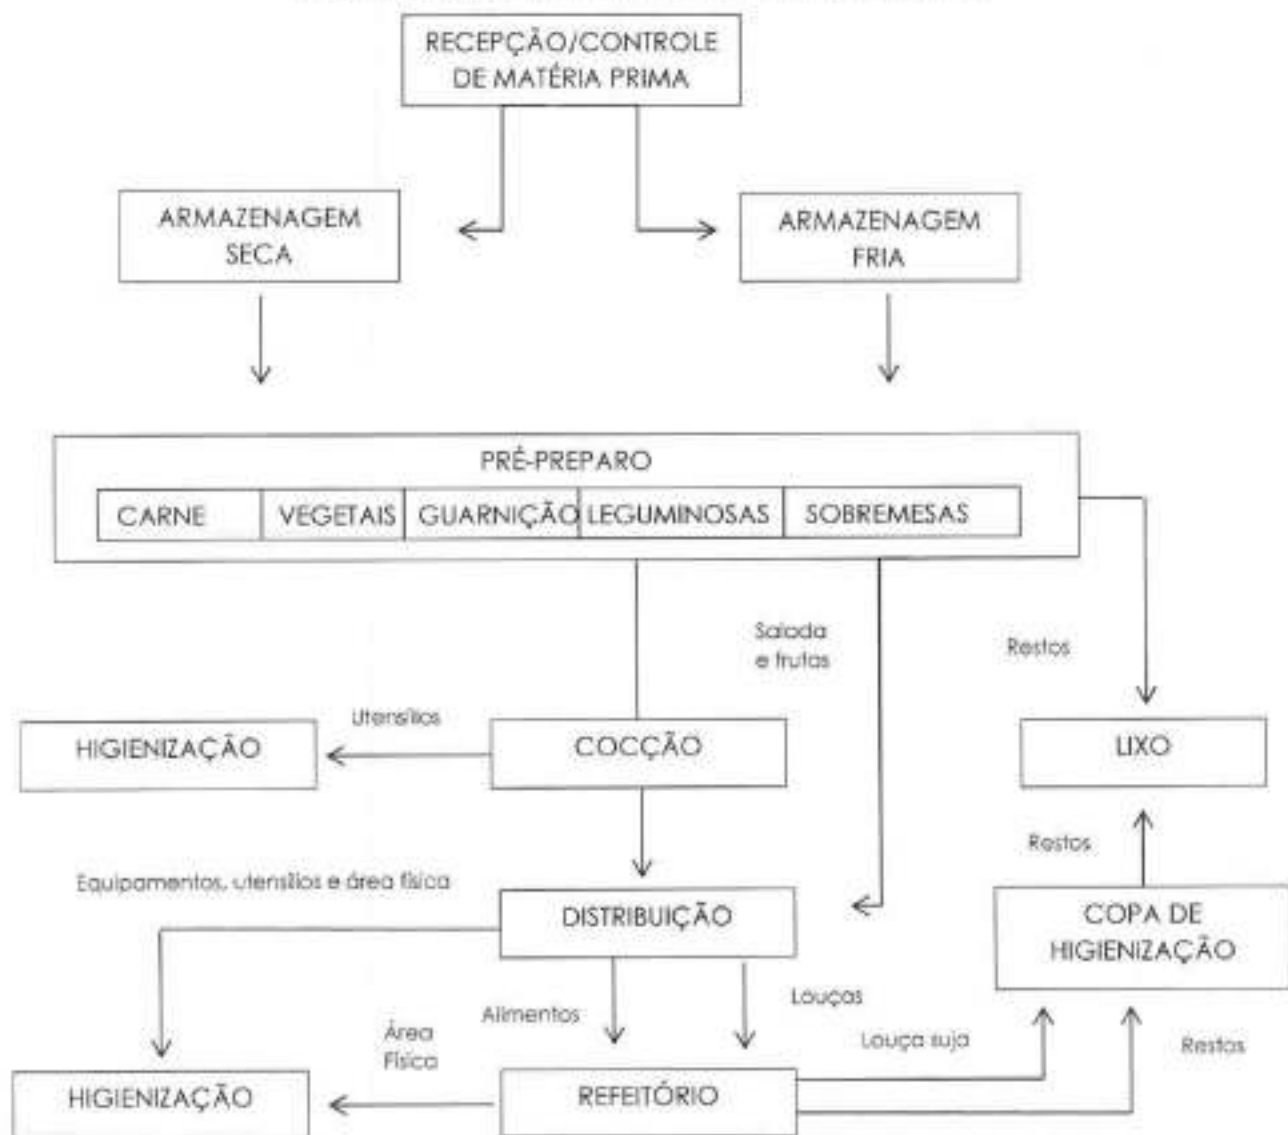 RECEPÇÃO/CONTROLE
DE MATÉRIA PRIMA
ARMAZENAGEM
SECA
ARMAZENAGEM
FRIA
PRÉ-PREPARO
CARNE
VEGETAIS
GUARNIÇÃO
LEGUMINOSAS
SOBREMESAS
Salada
e frutas
Restos
Utensílios
HIGIENIZAÇÃO
COCÇÃO
LIXO
Restos
Equipamentos, utensílios e área física
DISTRIBUIÇÃO
COPA DE
HIGIENIZAÇÃO
Alimentos
Louças
Área
Física
Louça suja
Restos
HIGIENIZAÇÃO
REFEITÓRIO